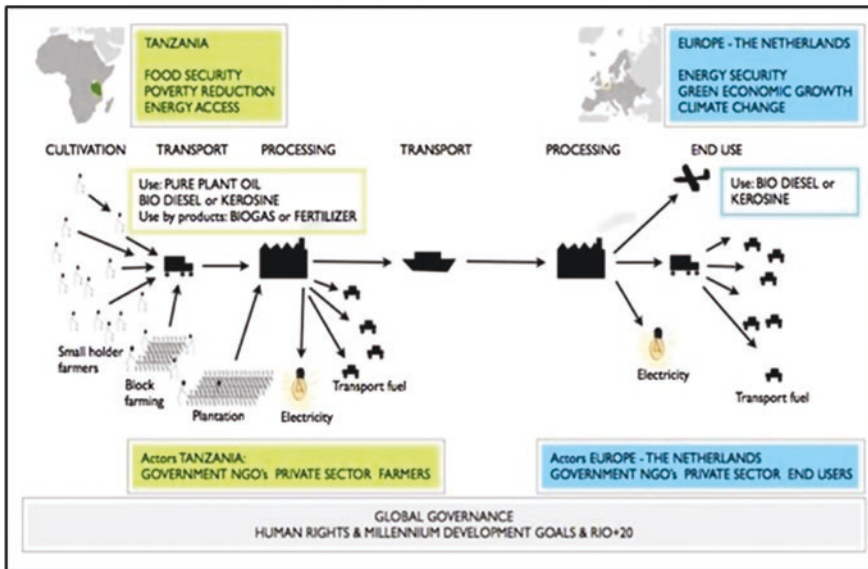 TANZANIA
FOOD SECURITY
POVERTY REDUCTION
ENERGY ACCESS
EUROPE - THE NETHERLANDS
ENERGY SECURITY
GREEN ECONOMIC GROWTH
CLIMATE CHANGE
CULTIVATION TRANSPORT PROCESSING TRANSPORT PROCESSING END USE
Use: PURE PLANT OIL
BIO DIESEL or KEROSINE
Use by products: BIOGAS or FERTILIZER
Use: BIO DIESEL or
KEROSINE
Small holder
farmers
Block
farming
Plantation
Electricity
Transport fuel
Electricity
Transport fuel
Actors TANZANIA:
GOVERNMENT NGO's PRIVATE SECTOR FARMERS
Actors EUROPE - THE NETHERLANDS
GOVERNMENT NGO's PRIVATE SECTOR END USERS
GLOBAL GOVERNANCE
HUMAN RIGHTS & MILLENNIUM DEVELOPMENT GOALS & RIO+20